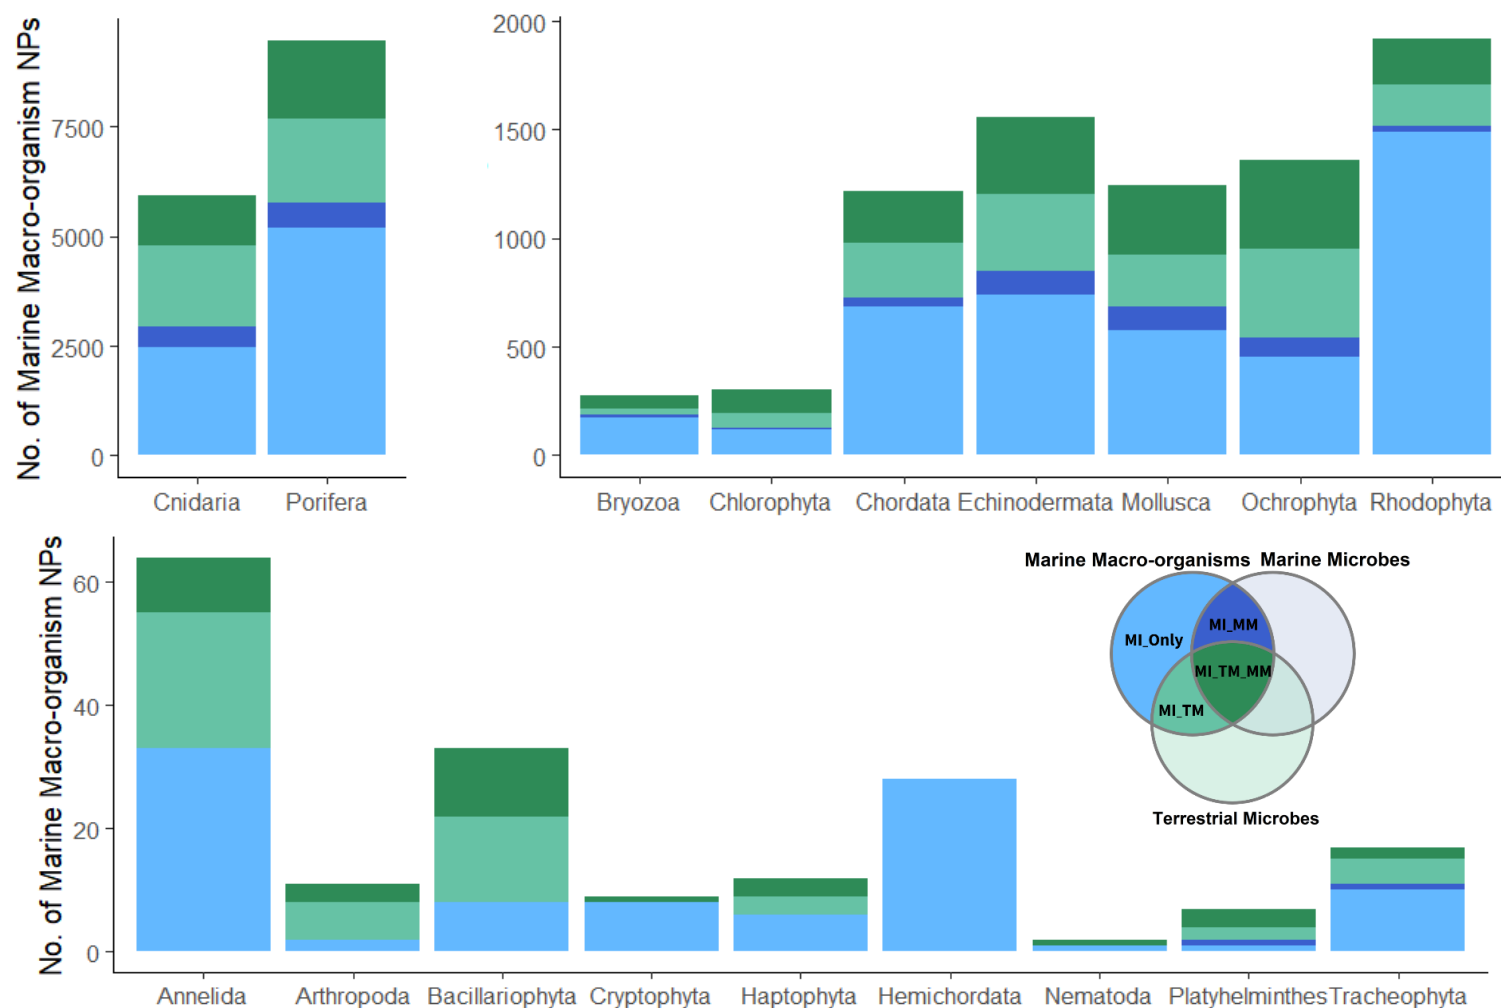 No. of Marine Macro-organism NPs
7500
5000
2500
0
Cnidaria Porifera
2000
1500
1000
500
0
Bryozoa Chlorophyta Chordata Echinodermata Mollusca Ochrophyta Rhodophyta
No. of Marine Macro-organism NPs
60
40
20
0
Annelida Arthropoda Bacillariophyta Cryptophyta Haptophyta Hemichordata Nematoda Platyhelminthes Tracheophyta
Marine Macro-organisms Marine Microbes
MI_MM
MI_Only
MI_TM_MM
MI_TM
Terrestrial Microbes